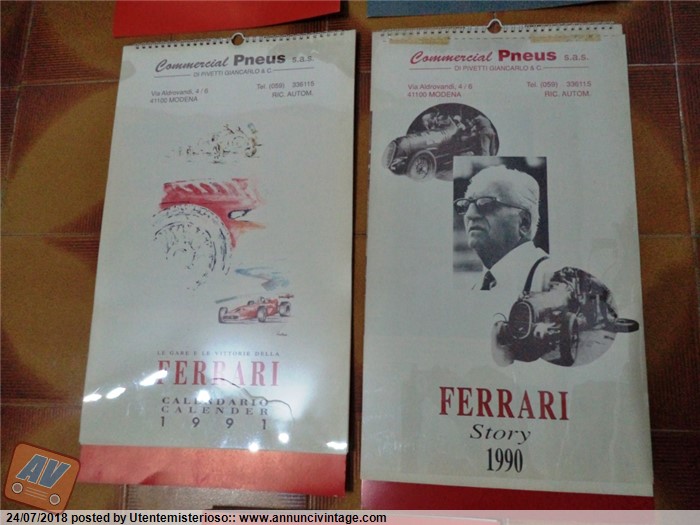 Commercial Pneus s.a.s.
DI PIVETTI GIANCARLO & C.
Via Aldrovandi, 4 / 6
41100 MODENA
Tel. (059) 336115
RIC. AUTOM.
LE GARE E LE VITTORIE DELLA
FERRARI
CALENDARIO
CALENDER
1991
Commercial Pneus s.a.s.
DI PIVETTI GIANCARLO & C.
Via Aldrovandi, 4 / 6
41100 MODENA
Tel. (059) 336115
RIC. AUTOM.
FERRARI
Story
1990
AV
24/07/2018 posted by Utentemisterioso:: www.annuncivintage.com